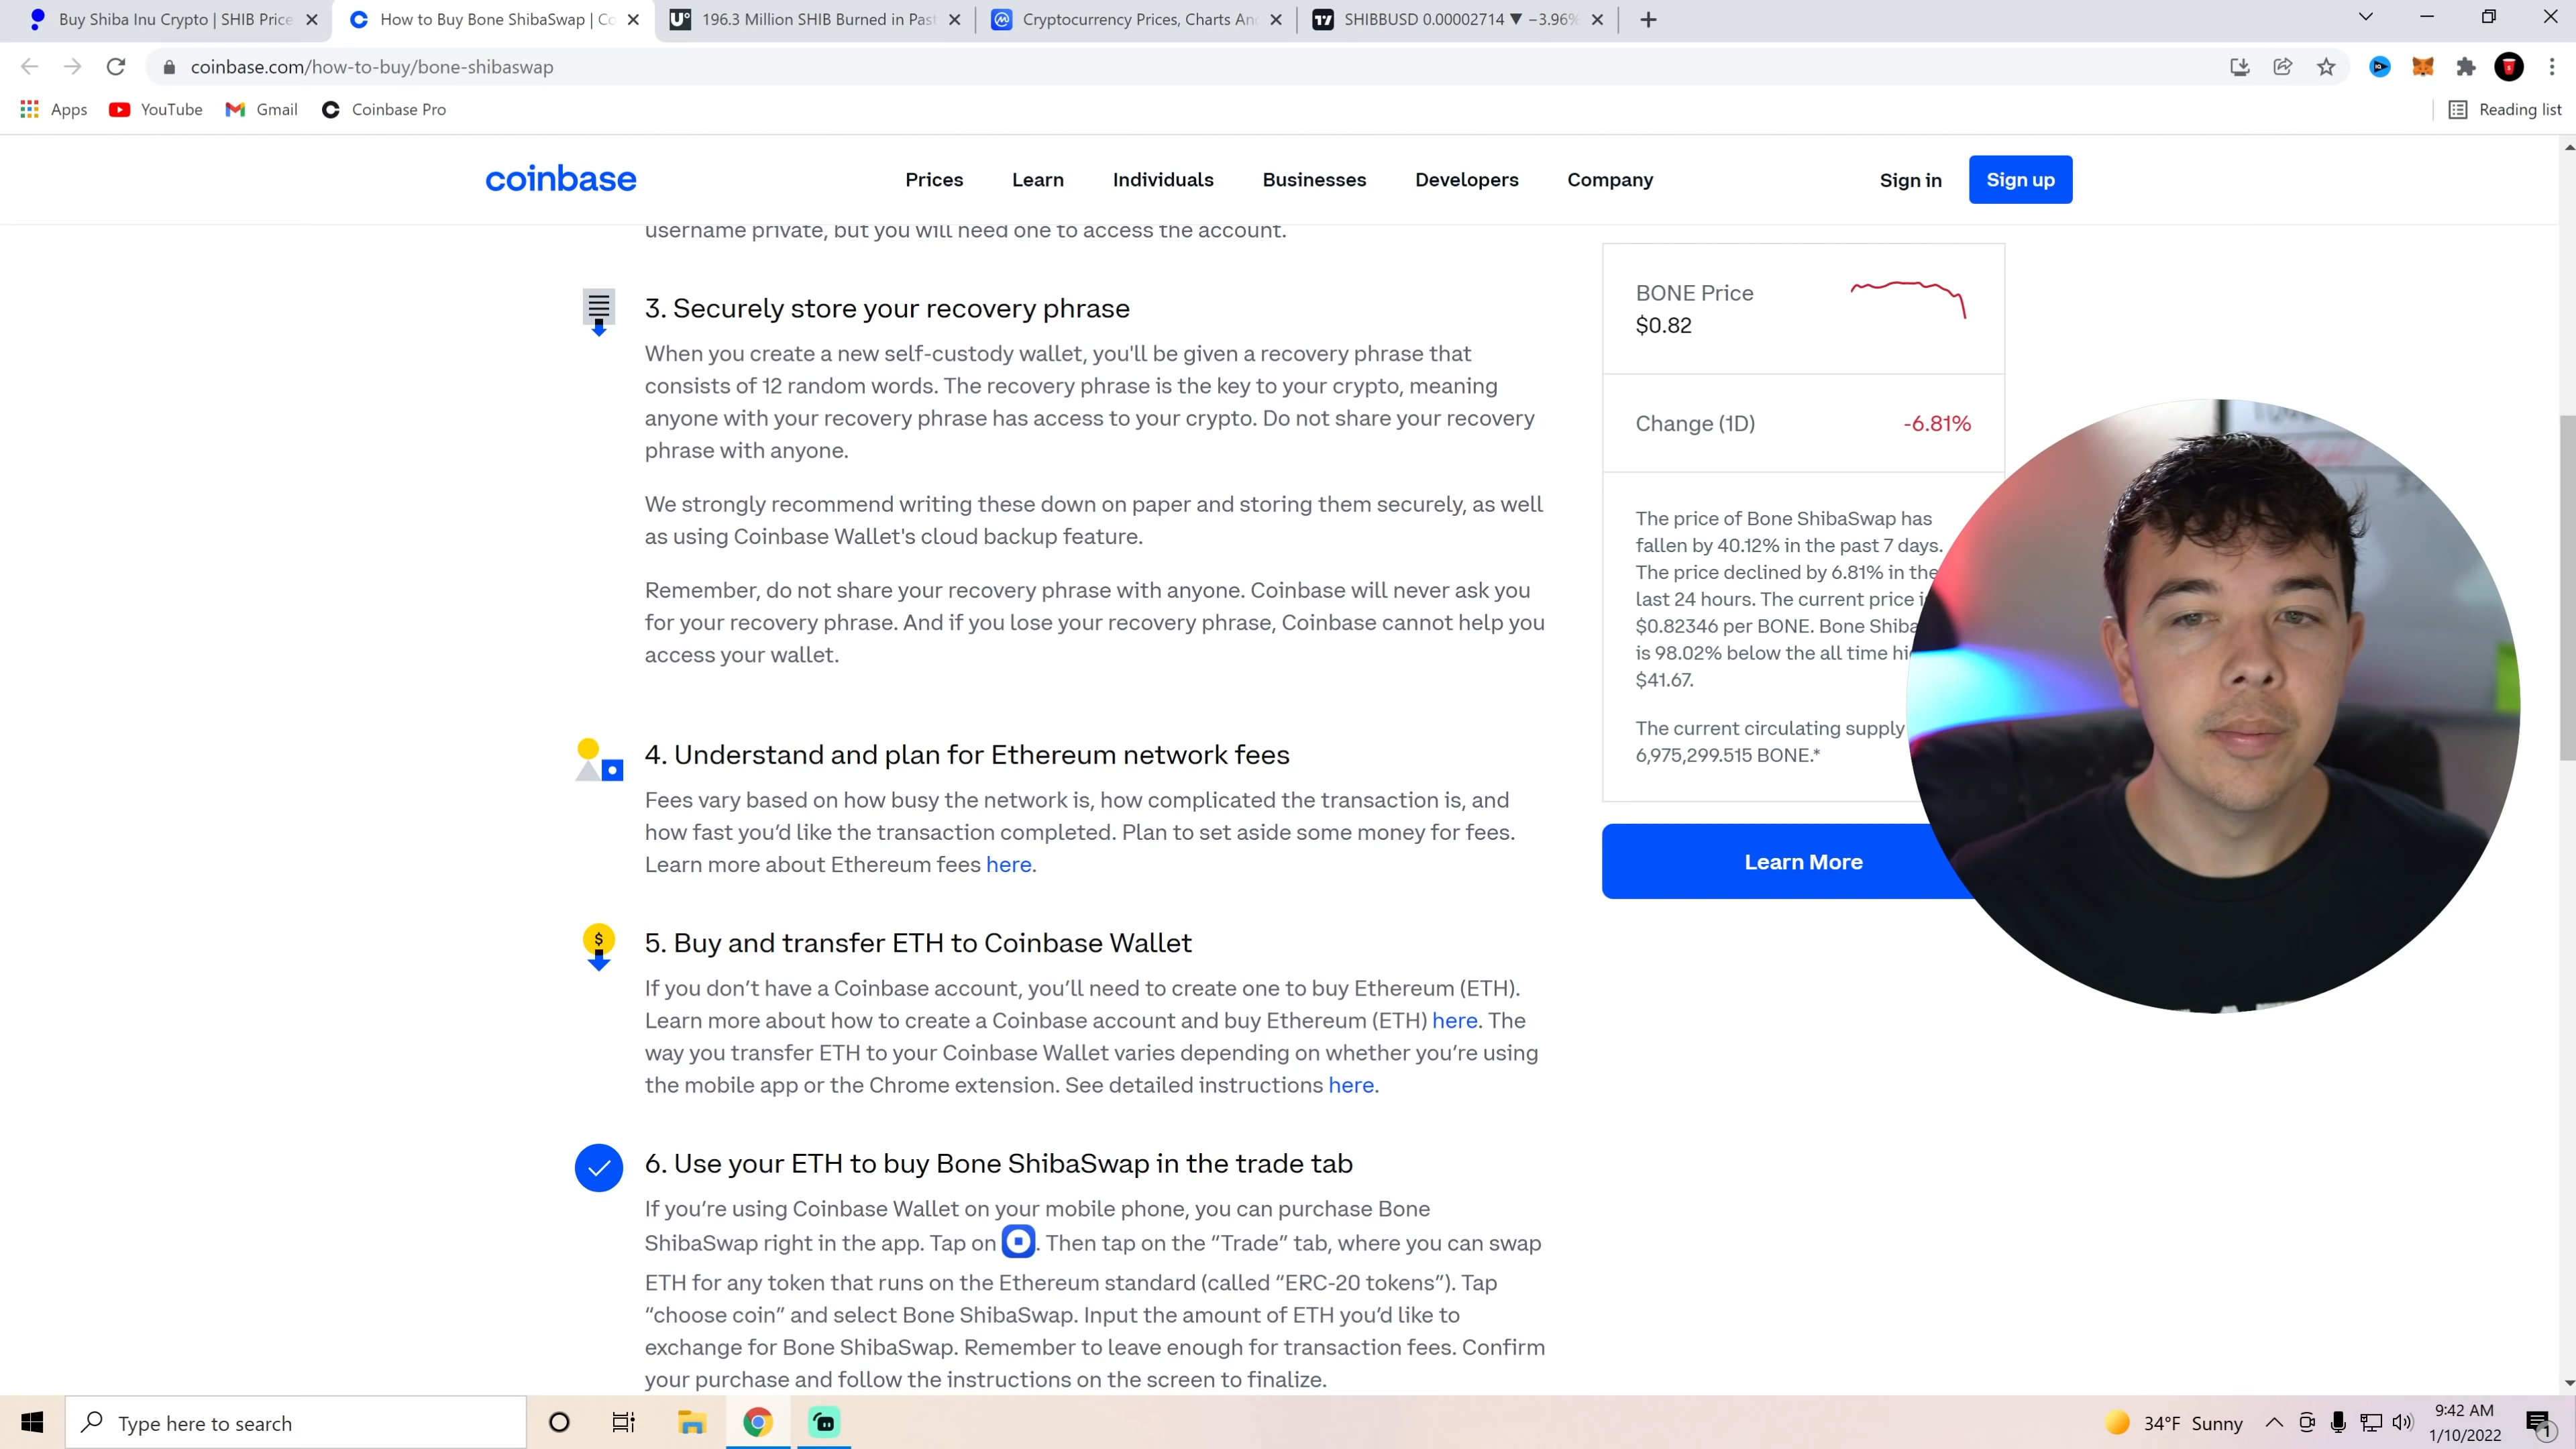 Buy Shiba Inu Crypto | SHIB Price
How to Buy Bone ShibaSwap | Co
196.3 Million SHIB Burned in Past
Cryptocurrency Prices, Charts And
SHIBBUSD 0.00002714 ▼ −3.96%
coinbase.com/how-to-buy/bone-shibaswap
Apps
YouTube
Gmail
Coinbase Pro
Reading list
coinbase
Prices
Learn
Individuals
Businesses
Developers
Company
Sign in
Sign up
username private, but you will need one to access the account.
3. Securely store your recovery phrase
When you create a new self-custody wallet, you'll be given a recovery phrase that
consists of 12 random words. The recovery phrase is the key to your crypto, meaning
anyone with your recovery phrase has access to your crypto. Do not share your recovery
phrase with anyone.
We strongly recommend writing these down on paper and storing them securely, as well
as using Coinbase Wallet's cloud backup feature.
Remember, do not share your recovery phrase with anyone. Coinbase will never ask you
for your recovery phrase. And if you lose your recovery phrase, Coinbase cannot help you
access your wallet.
4. Understand and plan for Ethereum network fees
Fees vary based on how busy the network is, how complicated the transaction is, and
how fast you’d like the transaction completed. Plan to set aside some money for fees.
Learn more about Ethereum fees here.
5. Buy and transfer ETH to Coinbase Wallet
If you don’t have a Coinbase account, you’ll need to create one to buy Ethereum (ETH).
Learn more about how to create a Coinbase account and buy Ethereum (ETH) here. The
way you transfer ETH to your Coinbase Wallet varies depending on whether you’re using
the mobile app or the Chrome extension. See detailed instructions here.
6. Use your ETH to buy Bone ShibaSwap in the trade tab
If you’re using Coinbase Wallet on your mobile phone, you can purchase Bone
ShibaSwap right in the app. Tap on . Then tap on the “Trade” tab, where you can swap
ETH for any token that runs on the Ethereum standard (called “ERC-20 tokens”). Tap
“choose coin” and select Bone ShibaSwap. Input the amount of ETH you’d like to
exchange for Bone ShibaSwap. Remember to leave enough for transaction fees. Confirm
your purchase and follow the instructions on the screen to finalize.
BONE Price
$0.82
Change (1D)
-6.81%
The price of Bone ShibaSwap has
fallen by 40.12% in the past 7 days.
The price declined by 6.81% in the
last 24 hours. The current price i
$0.82346 per BONE. Bone Shiba
is 98.02% below the all time hi
$41.67.
The current circulating supply
6,975,299.515 BONE.*
Learn More
Type here to search
34°F Sunny
9:42 AM
1/10/2022
1